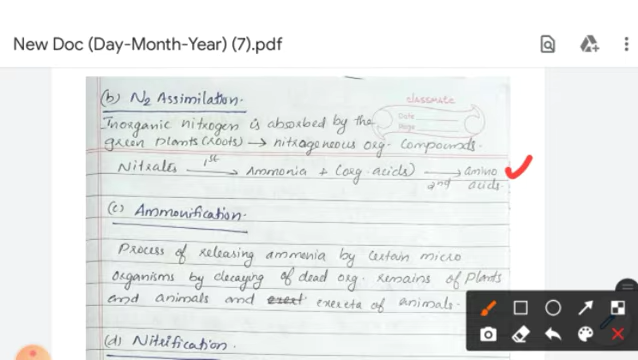 New Doc (Day-Month-Year) (7).pdf
classmate
Date
Page
(b) N2 Assimilation.
Inorganic nitrogen is absorbed by the
green plants (roots) → nitrogeneous org. compounds.
Nitrates 1st → Ammonia + (org. acids) 2nd → amino acids.
(c) Ammonification.
Process of releasing ammonia by certain micro
organisms by decaying of dead org. remains of plants
and animals and excreta of animals.
(d) Nitrification.